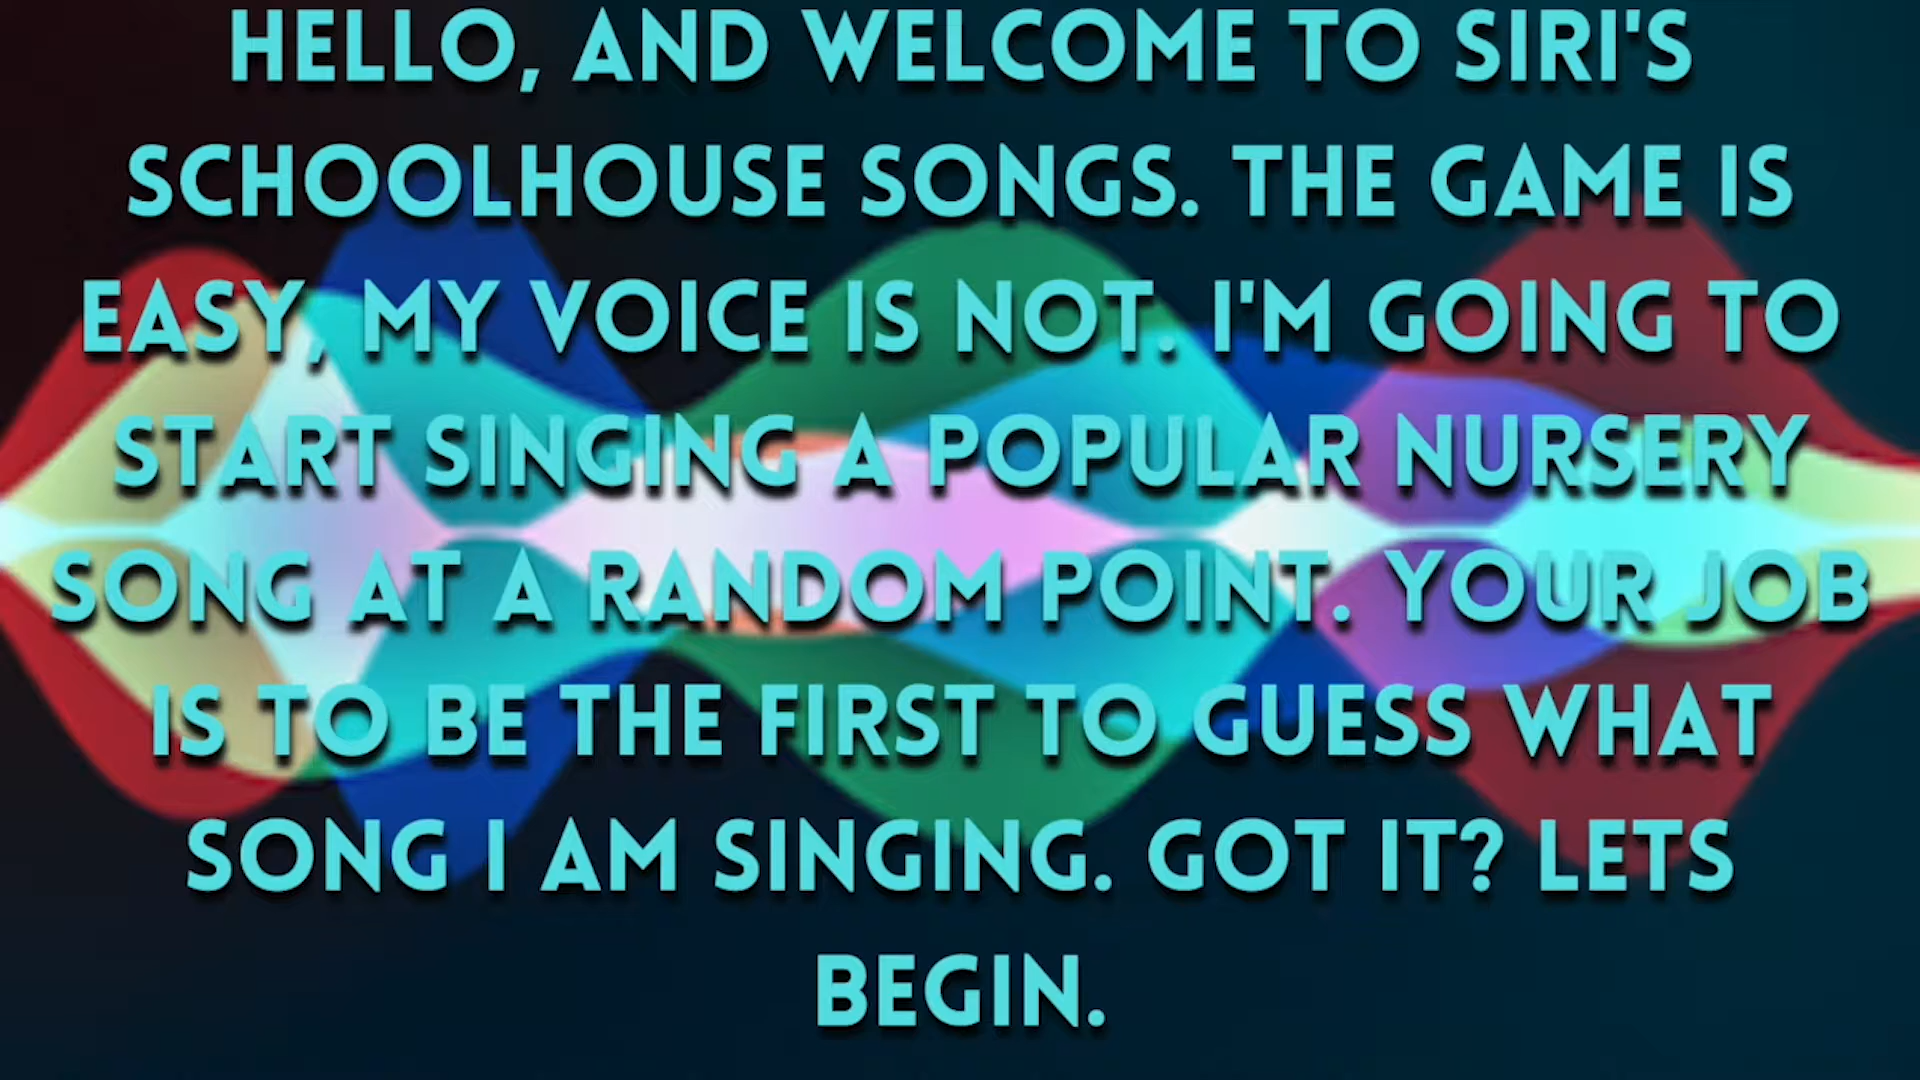 HELLO, AND WELCOME TO SIRI'S
SCHOOLHOUSE SONGS. THE GAME IS
EASY, MY VOICE IS NOT. I'M GOING TO
START SINGING A POPULAR NURSERY
SONG AT A RANDOM POINT. YOUR JOB
IS TO BE THE FIRST TO GUESS WHAT
SONG I AM SINGING. GOT IT? LETS
BEGIN.